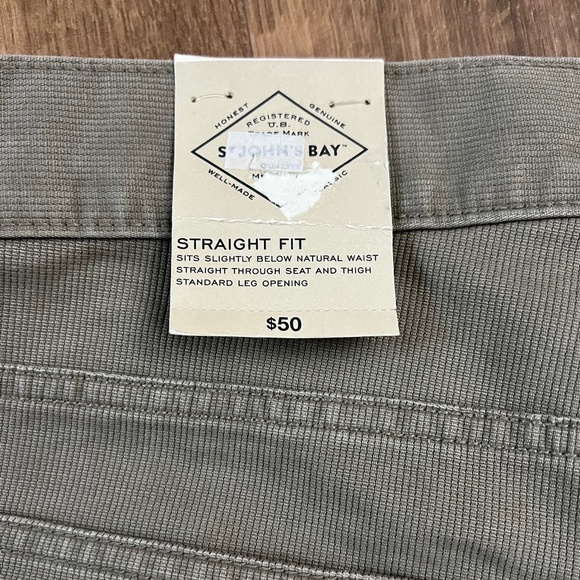 HONEST
GENUINE
REGISTERED
U.S.
TRADE MARK
ST JOHN'S BAY™
WELL-MADE
STRAIGHT FIT
SITS SLIGHTLY BELOW NATURAL WAIST
STRAIGHT THROUGH SEAT AND THIGH
STANDARD LEG OPENING
$50